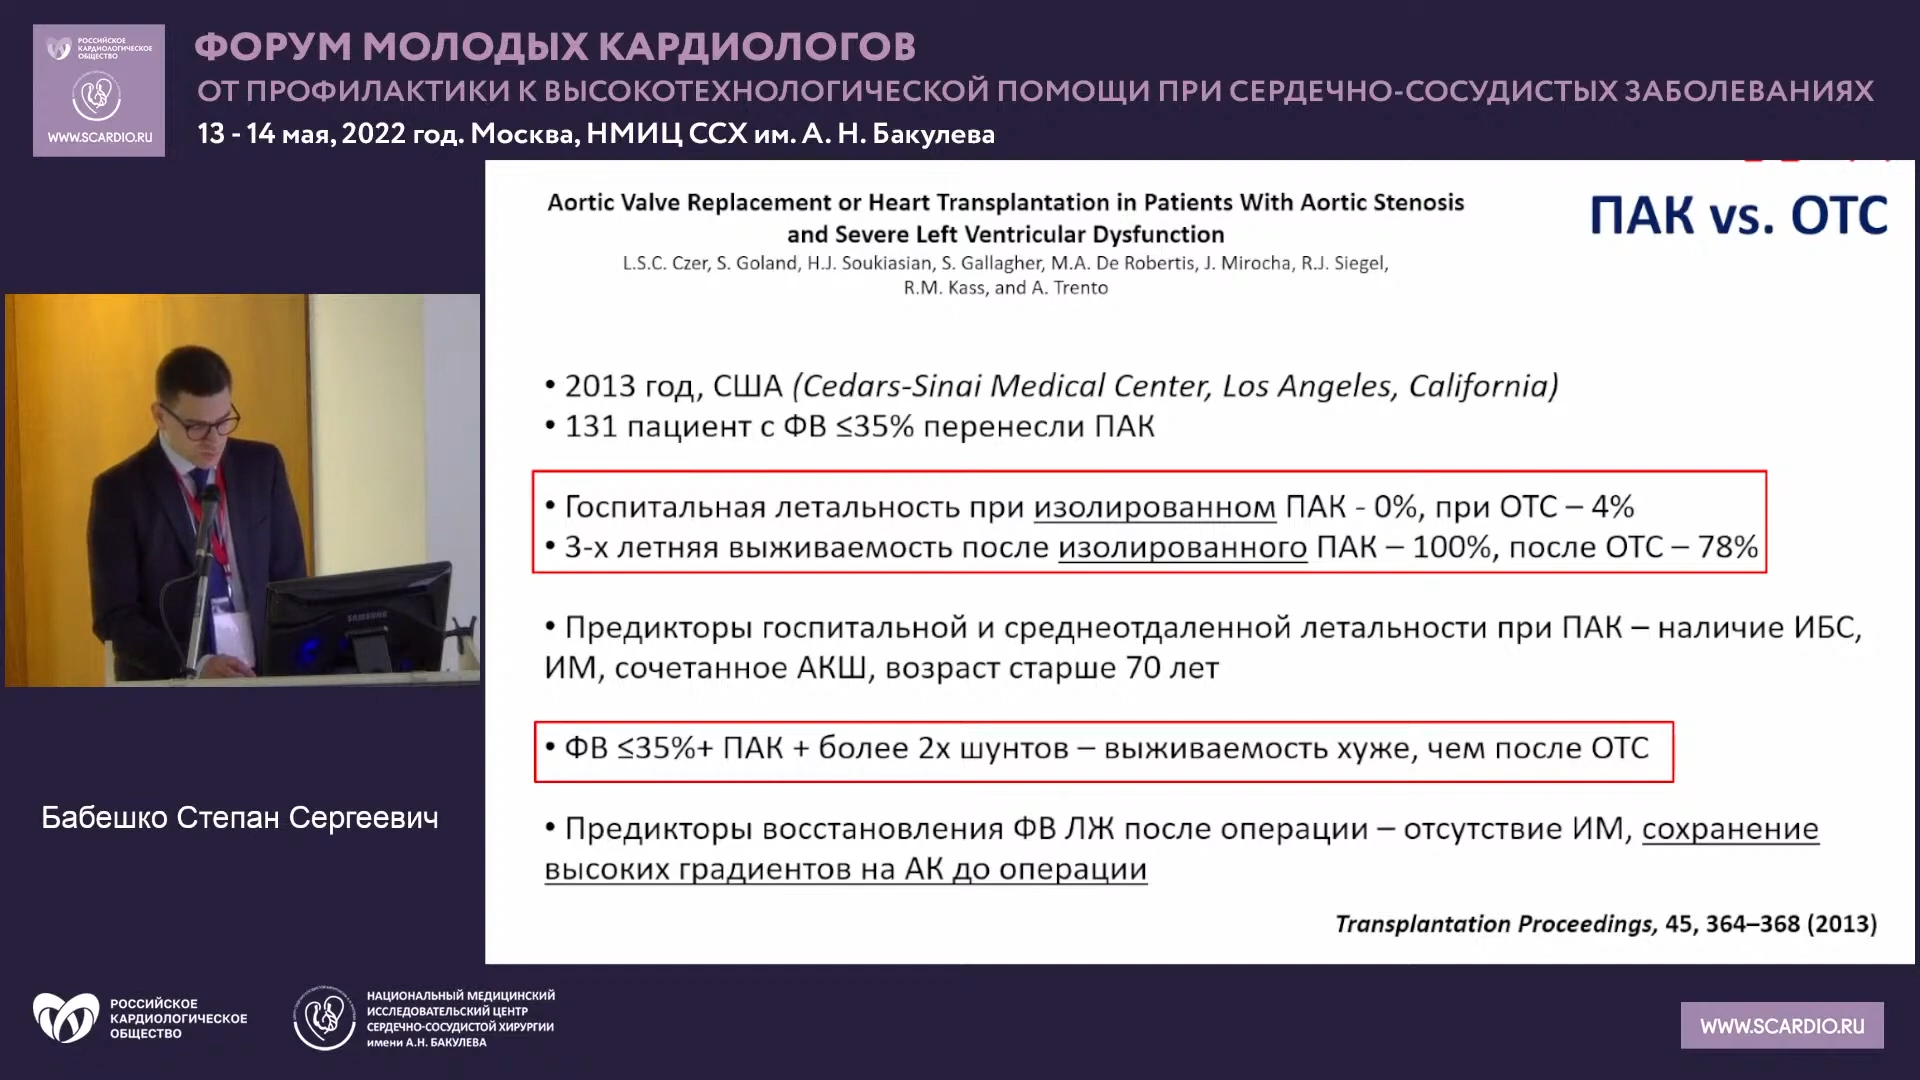 РОССИЙСКОЕ
КАРДИОЛОГИЧЕСКОЕ
ОБЩЕСТВО
WWW.SCARDIO.RU
ФОРУМ МОЛОДЫХ КАРДИОЛОГОВ
ОТ ПРОФИЛАКТИКИ К ВЫСОКОТЕХНОЛОГИЧЕСКОЙ ПОМОЩИ ПРИ СЕРДЕЧНО-СОСУДИСТЫХ ЗАБОЛЕВАНИЯХ
13 - 14 мая, 2022 год. Москва, НМИЦ ССХ им. А. Н. Бакулева
Aortic Valve Replacement or Heart Transplantation in Patients With Aortic Stenosis
and Severe Left Ventricular Dysfunction
L.S.C. Czer, S. Goland, H.J. Soukiasian, S. Gallagher, M.A. De Robertis, J. Mirocha, R.J. Siegel,
R.M. Kass, and A. Trento
ПАК vs. ОТС
• 2013 год, США (Cedars-Sinai Medical Center, Los Angeles, California)
• 131 пациент с ФВ ≤35% перенесли ПАК
• Госпитальная летальность при изолированном ПАК - 0%, при ОТС – 4%
• 3-х летняя выживаемость после изолированного ПАК – 100%, после ОТС – 78%
• Предикторы госпитальной и среднеотдаленной летальности при ПАК – наличие ИБС,
ИМ, сочетанное АКШ, возраст старше 70 лет
• ФВ ≤35%+ ПАК + более 2х шунтов – выживаемость хуже, чем после ОТС
• Предикторы восстановления ФВ ЛЖ после операции – отсутствие ИМ, сохранение
высоких градиентов на АК до операции
Transplantation Proceedings, 45, 364–368 (2013)
SAMSUNG
Бабешко Степан Сергеевич
РОССИЙСКОЕ
КАРДИОЛОГИЧЕСКОЕ
ОБЩЕСТВО
НАЦИОНАЛЬНЫЙ МЕДИЦИНСКИЙ
ИССЛЕДОВАТЕЛЬСКИЙ ЦЕНТР
СЕРДЕЧНО-СОСУДИСТОЙ ХИРУРГИИ
имени А.Н. БАКУЛЕВА
WWW.SCARDIO.RU